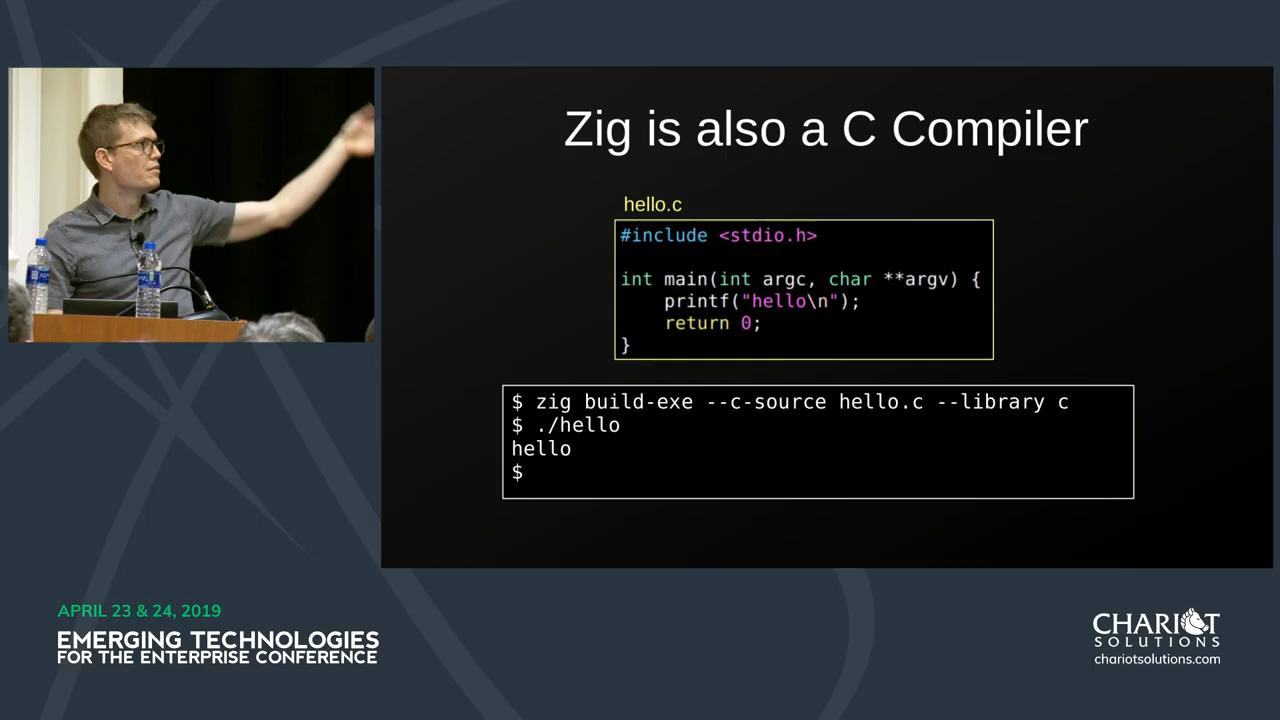 Zig is also a C Compiler
hello.c
#include <stdio.h>
int main(int argc, char **argv) {
    printf("hello\n");
    return 0;
}
$ zig build-exe --c-source hello.c --library c
$ ./hello
hello
$
APRIL 23 & 24, 2019
EMERGING TECHNOLOGIES
FOR THE ENTERPRISE CONFERENCE
CHARIOT
SOLUTIONS
chariotsolutions.com